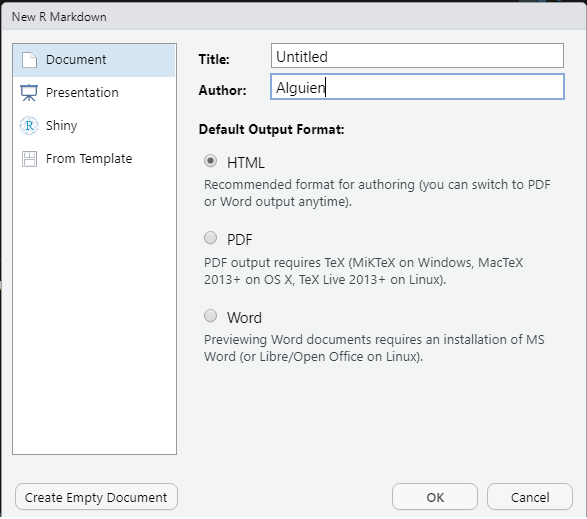 New R Markdown
Document
Presentation
Shiny
From Template
Title: Untitled
Author: Alguien
Default Output Format:
HTML
Recommended format for authoring (you can switch to PDF
or Word output anytime).
PDF
PDF output requires TeX (MiKTeX on Windows, MacTeX
2013+ on OS X, TeX Live 2013+ on Linux).
Word
Previewing Word documents requires an installation of MS
Word (or Libre/Open Office on Linux).
Create Empty Document
OK
Cancel